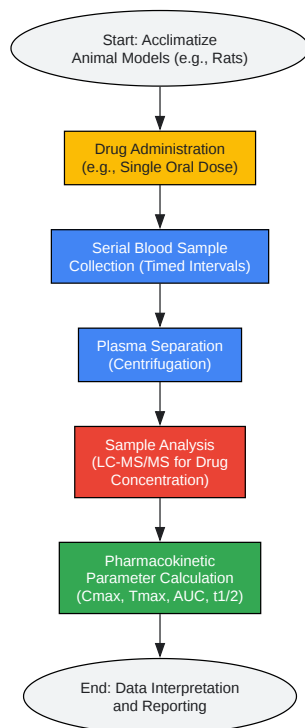 Start: Acclimatize
Animal Models (e.g., Rats)
Drug Administration
(e.g., Single Oral Dose)
Serial Blood Sample
Collection (Timed Intervals)
Plasma Separation
(Centrifugation)
Sample Analysis
(LC-MS/MS for Drug
Concentration)
Pharmacokinetic
Parameter Calculation
(Cmax, Tmax, AUC, t1/2)
End: Data Interpretation
and Reporting